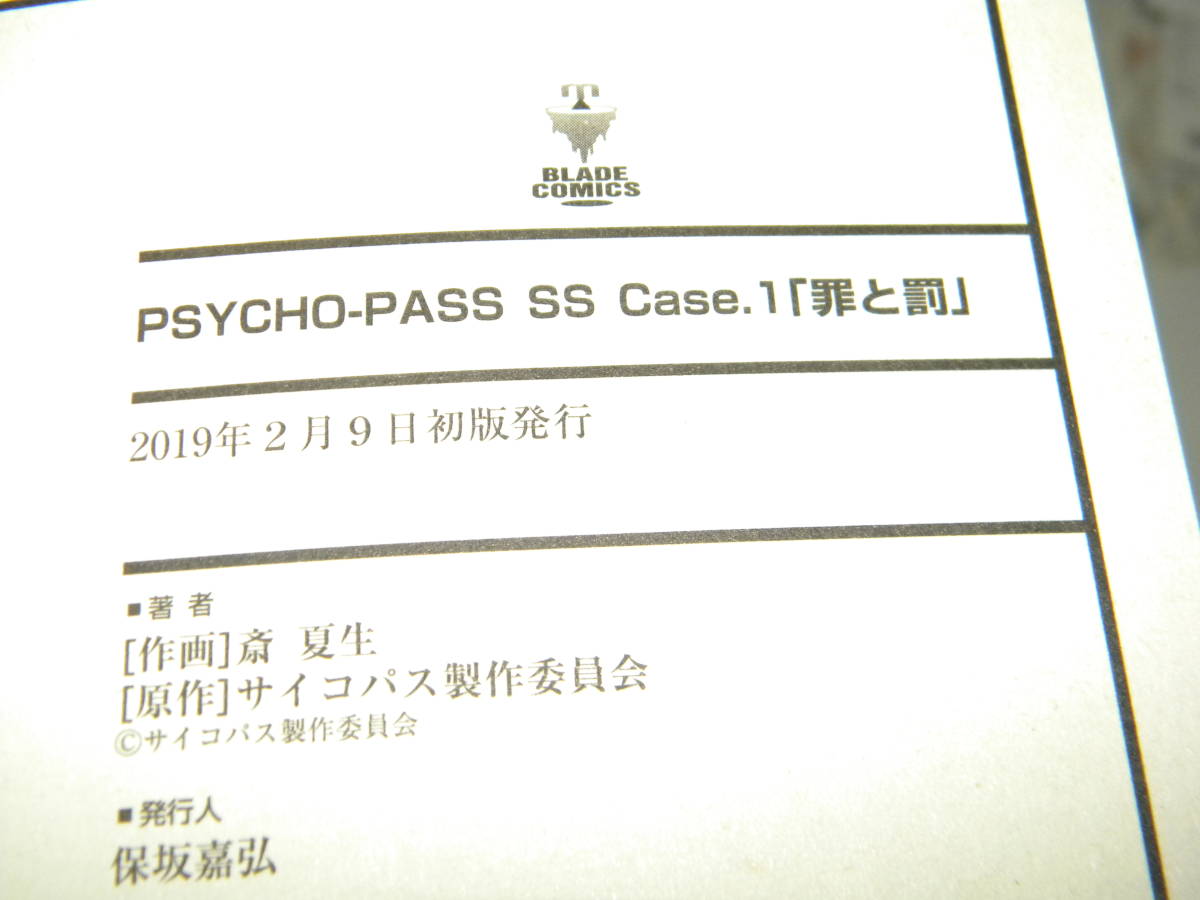 BLADE
COMICS
PSYCHO-PASS SS Case.1「罪と罰」
2019年2月9日初版発行
■著 者
[作画]斎 夏生
[原作]サイコパス製作委員会
©サイコパス製作委員会
■発行人
保坂嘉弘